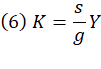 (6) K = s/g Y